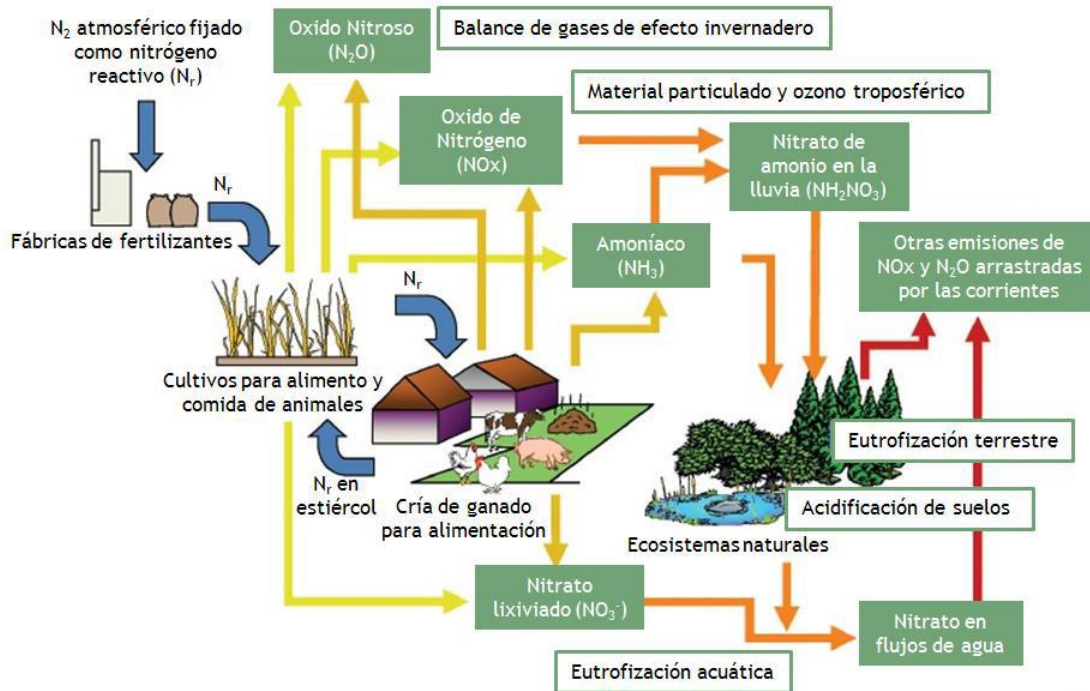 N₂ atmosférico fijado
como nitrógeno
reactivo (Nᵣ)
Oxido Nitroso
(N₂O)
Balance de gases de efecto invernadero
Material particulado y ozono troposférico
Oxido de
Nitrógeno
(NOx)
Nitrato de
amonio en la
lluvia (NH₂NO₃)
Nᵣ
Fábricas de fertilizantes
Amoníaco
(NH₃)
Otras emisiones de
NOx y N₂O arrastradas
por las corrientes
Nᵣ
Cultivos para alimento y
comida de animales
Eutrofización terrestre
Nᵣ en
estiércol
Cría de ganado
para alimentación
Acidificación de suelos
Ecosistemas naturales
Nitrato
lixiviado (NO₃⁻)
Nitrato en
flujos de agua
Eutrofización acuática